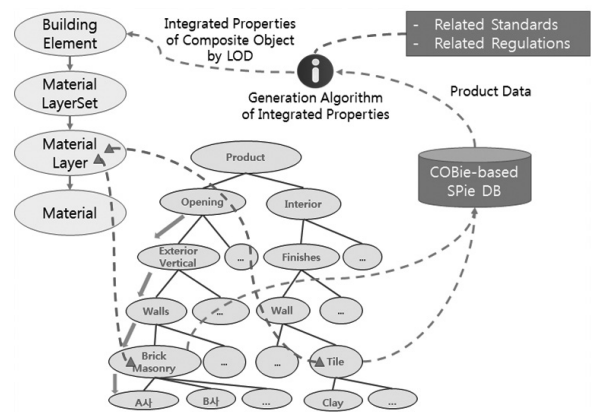 Building
Element
Integrated Properties
of Composite Object
by LOD
- Related Standards
- Related Regulations
Material
LayerSet
Generation Algorithm
of Integrated Properties
Product Data
Material
Layer
Product
COBie-based
SPie DB
Material
Opening
Interior
Exterior
Vertical
...
Finishes
...
Walls
...
Wall
...
Brick
Masonry
...
...
Tile
A사
B사
...
Clay
...